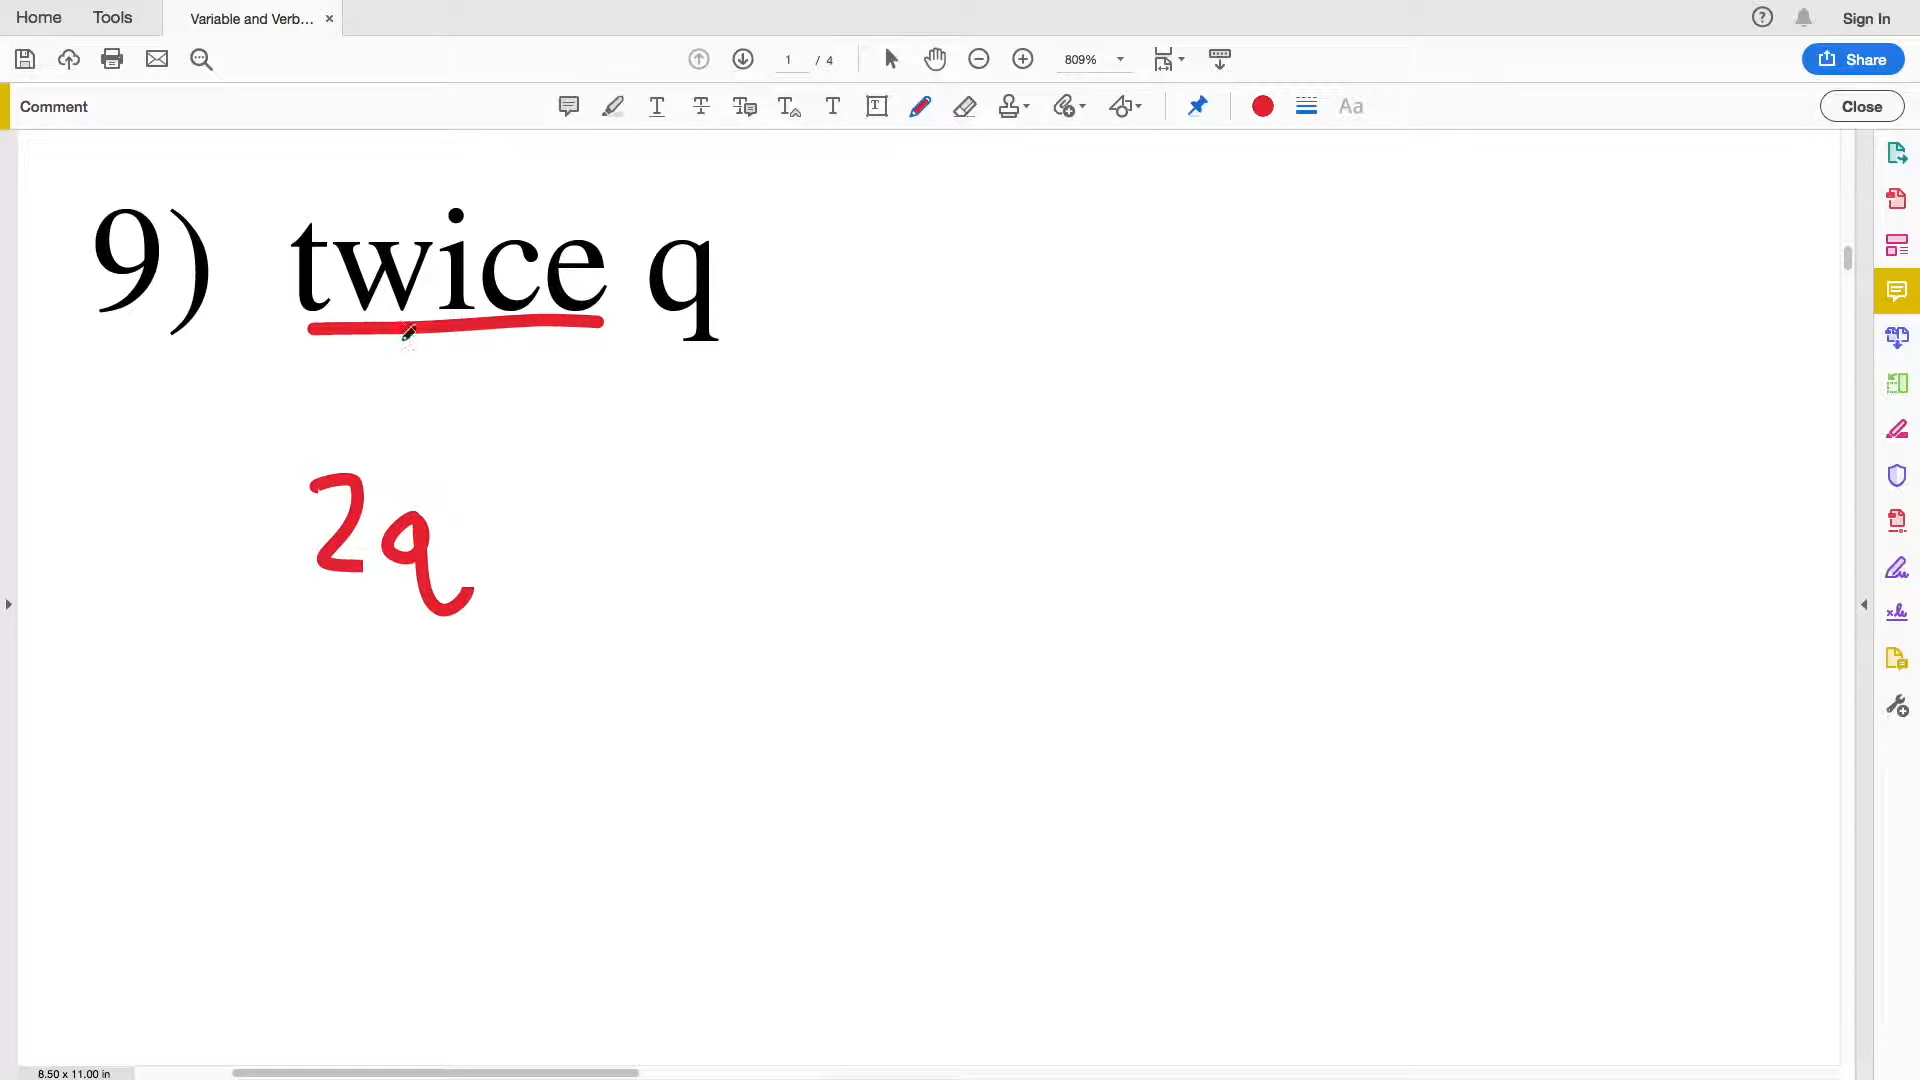 Home Tools Variable and Verb... × Sign In
1 / 4 809% Share
Comment Aa Close
9) twice q
2q
8.50 x 11.00 in